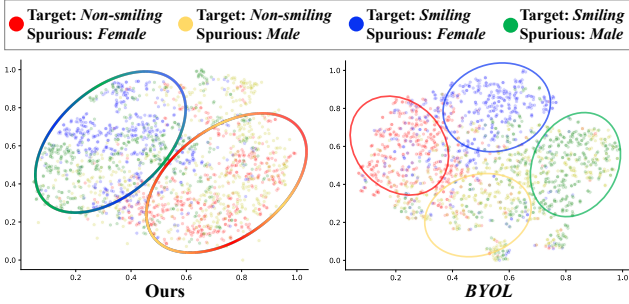 Target: Non-smiling Target: Non-smiling Target: Smiling Target: Smiling
Spurious: Female Spurious: Male Spurious: Female Spurious: Male
1.0 1.0
0.8 0.8
0.6 0.6
0.4 0.4
0.2 0.2
0.0 0.0
0.2 0.4 0.6 0.8 1.0 0.2 0.4 0.6 0.8 1.0
Ours BYOL